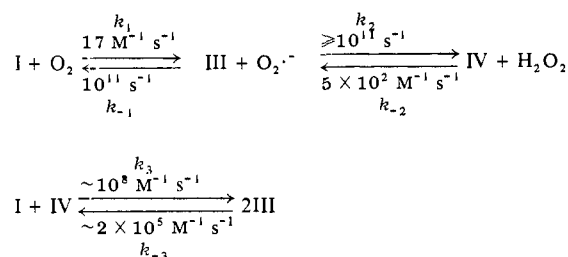 k₁ k₂
17 M⁻¹ s⁻¹ ⩾10¹¹ s⁻¹
I + O₂ III + O₂·⁻ IV + H₂O₂
10¹¹ s⁻¹ 5 × 10² M⁻¹ s⁻¹
k₋₁ k₋₂
k₃
~10⁸ M⁻¹ s⁻¹
I + IV 2III
~2 × 10⁵ M⁻¹ s⁻¹
k₋₃